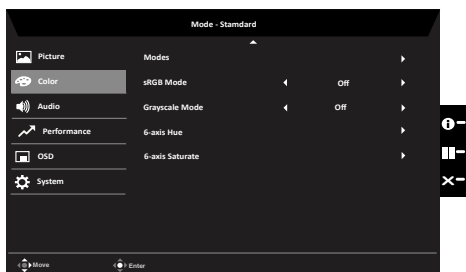 Mode - Stamdard
Picture
Modes
Color
sRGB Mode
Off
Audio
Grayscale Mode
Off
Performance
6-axis Hue
OSD
6-axis Saturate
System
Move
Enter